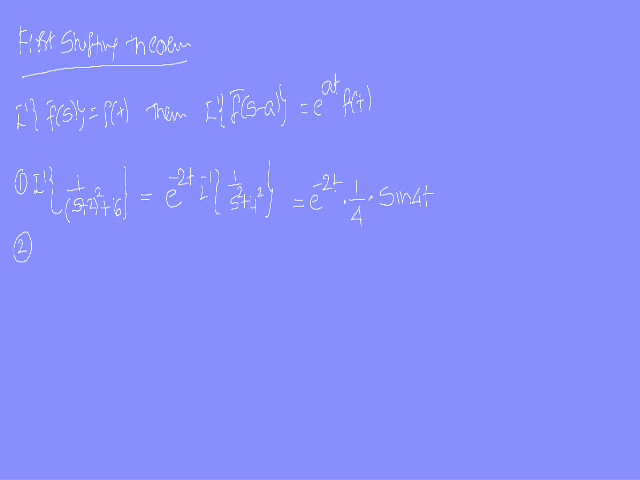 First Shifting Theorem
L⁻¹{f̄(s)} = f(t) then L⁻¹{f̄(s-a)} = e^{at} f(t)
① L⁻¹{1/((s+2)²+16)} = e^{-2t} L⁻¹{1/(s²+4²)} = e^{-2t} · 1/4 · Sin4t
②